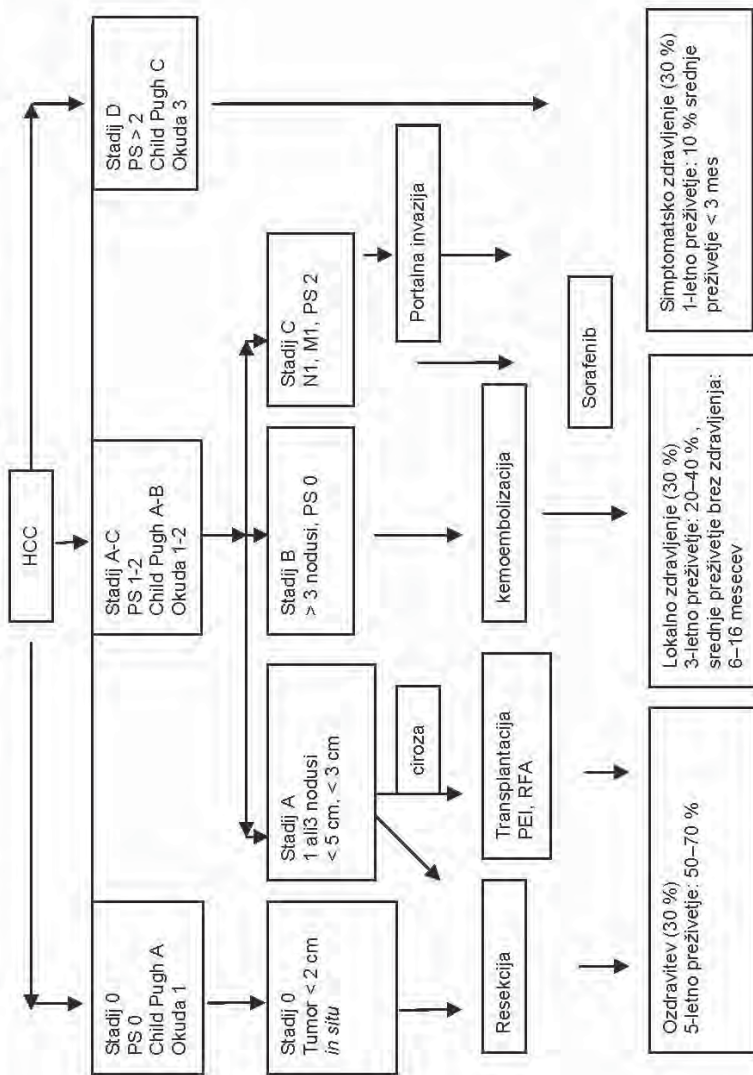 HCC
Stadij 0
PS 0
Child Pugh A
Okuda 1
Stadij A-C
PS 1-2
Child Pugh A-B
Okuda 1-2
Stadij D
PS > 2
Child Pugh C
Okuda 3
Stadij 0
Tumor < 2 cm
in situ
Stadij A
1 ali3 nodusi
< 5 cm, < 3 cm
Stadij B
> 3 nodusi, PS 0
Stadij C
N1, M1, PS 2
ciroza
Portalna invazija
Resekcija
Transplantacija
PEI, RFA
kemoembolizacija
Sorafenib
Ozdravitev (30 %)
5-letno preživetje: 50–70 %
Lokalno zdravljenje (30 %)
3-letno preživetje: 20–40 % ,
srednje preživetje brez zdravljenja:
6–16 mesecev
Simptomatsko zdravljenje (30 %)
1-letno preživetje: 10 % srednje
preživetje < 3 mes